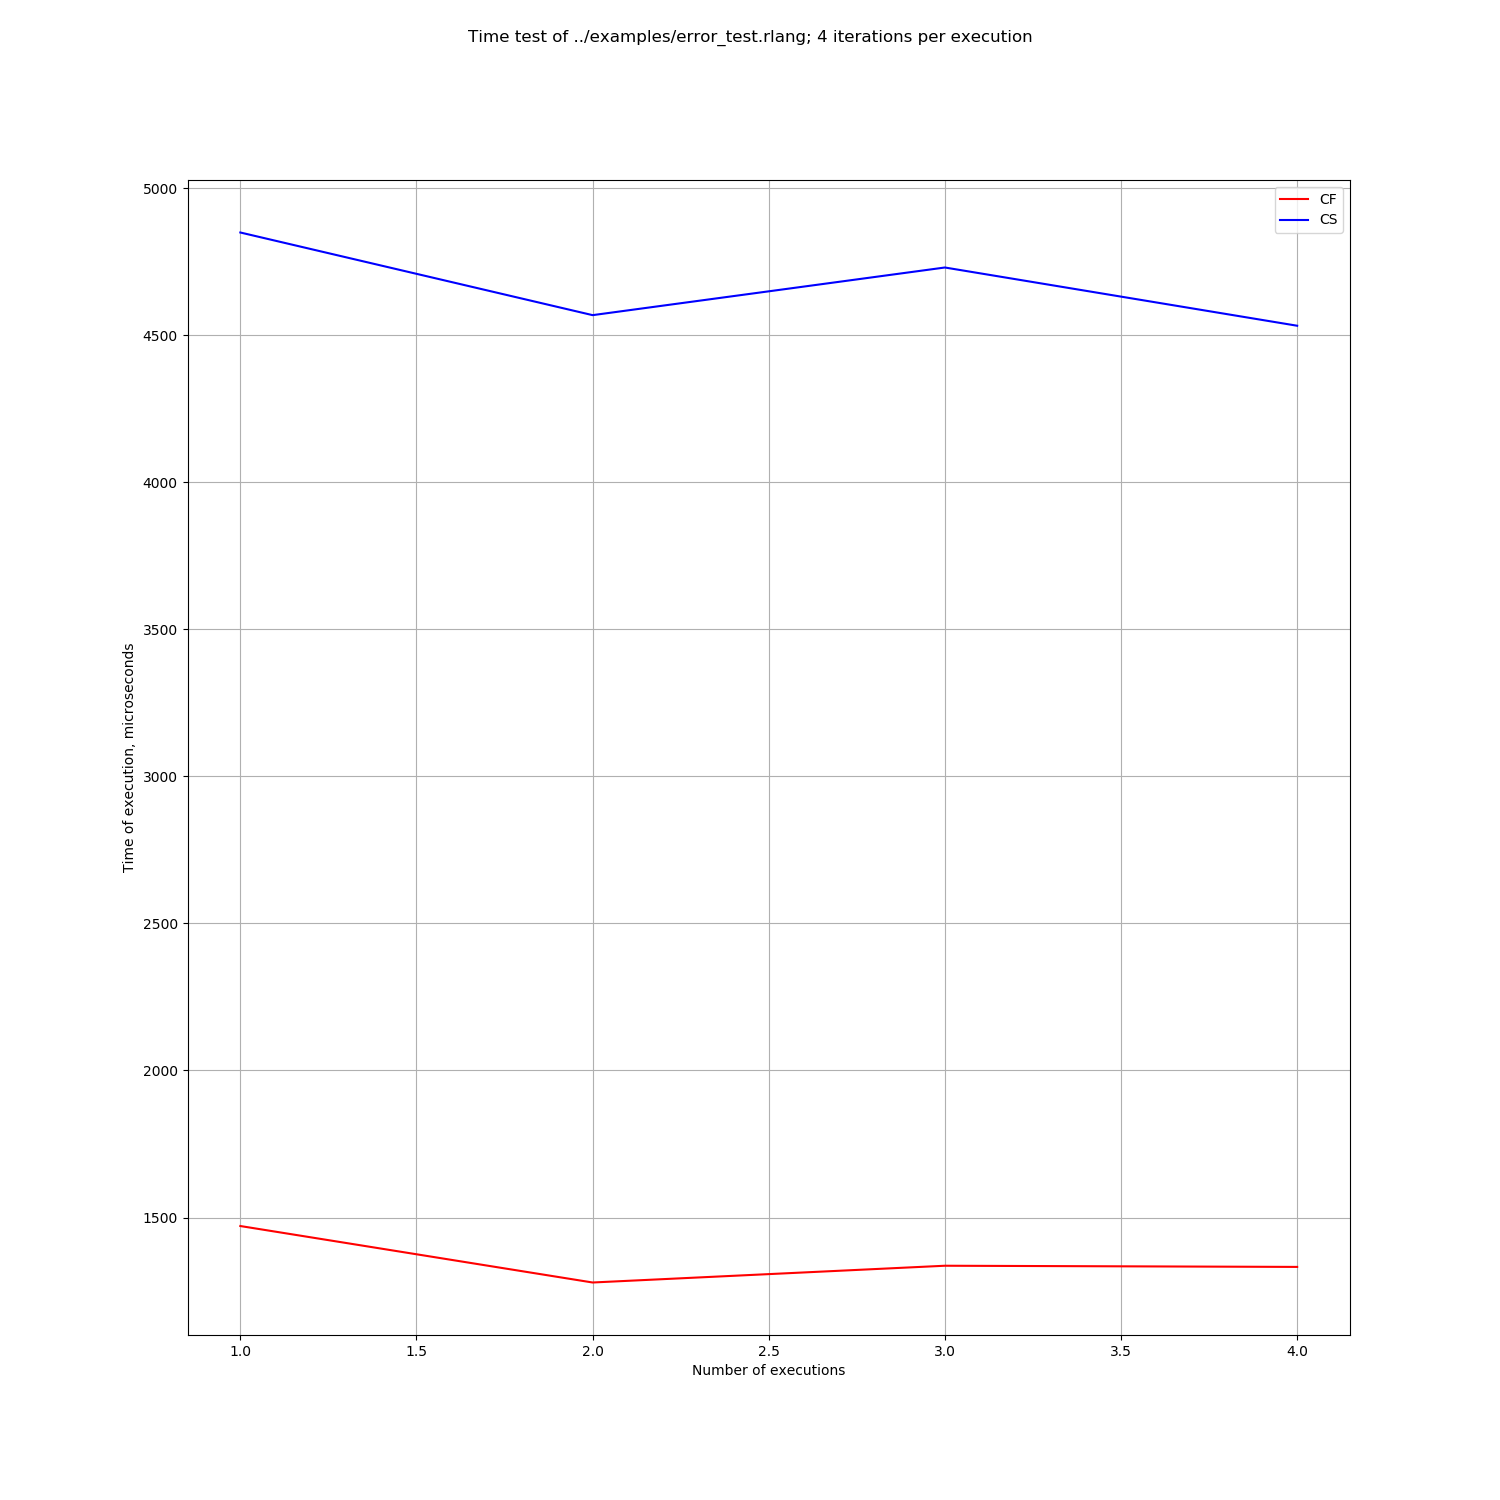 Time test of ../examples/error_test.rlang; 4 iterations per execution
CF
CS
5000
4500
4000
3500
3000
2500
2000
1500
Time of execution, microseconds
1.0 1.5 2.0 2.5 3.0 3.5 4.0
Number of executions